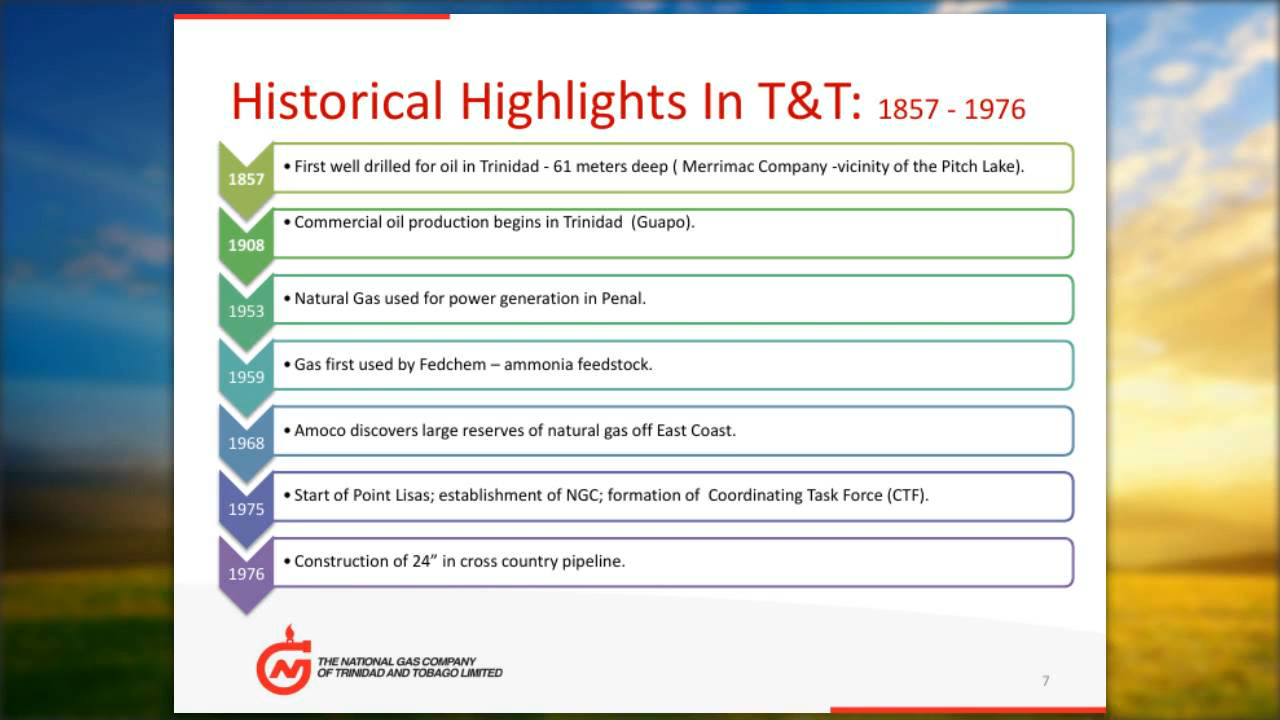 Historical Highlights In T&T: 1857 - 1976
1857
• First well drilled for oil in Trinidad - 61 meters deep ( Merrimac Company -vicinity of the Pitch Lake).
1908
• Commercial oil production begins in Trinidad  (Guapo).
1953
• Natural Gas used for power generation in Penal.
1959
• Gas first used by Fedchem – ammonia feedstock.
1968
• Amoco discovers large reserves of natural gas off East Coast.
1975
• Start of Point Lisas; establishment of NGC; formation of  Coordinating Task Force (CTF).
1976
• Construction of 24” in cross country pipeline.
THE NATIONAL GAS COMPANY
OF TRINIDAD AND TOBAGO LIMITED
7